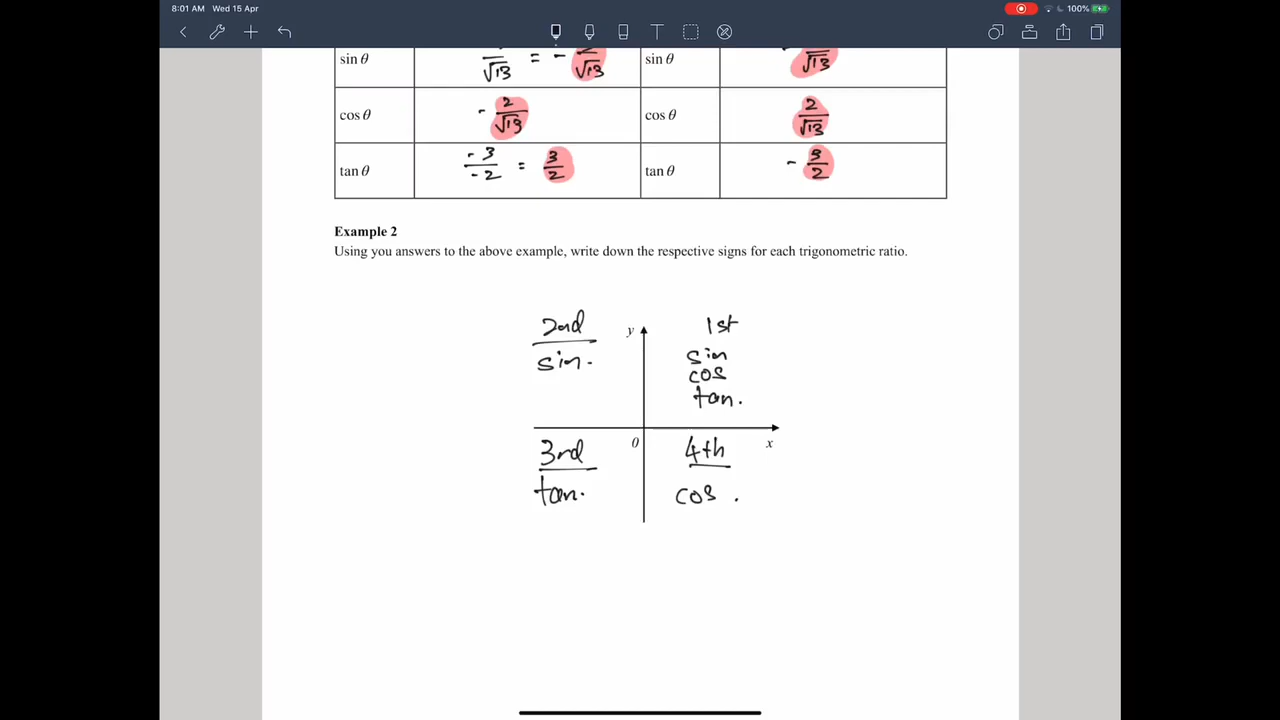 8:01 AM Wed 15 Apr 100%
T
sin θ √13 = - √13 sin θ √13
cos θ - 2/√13 cos θ 2/√13
tan θ -3/-2 = 3/2 tan θ - 3/2
Example 2
Using you answers to the above example, write down the respective signs for each trigonometric ratio.
2nd y 1st
sin. sin
cos
tan.
3rd 0 4th x
tan. cos.